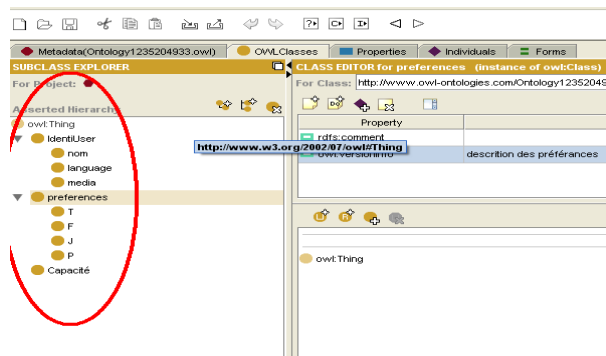 Metadata(Ontology1235204933.owl) OWLClasses Properties Individuals Forms
SUBCLASS EXPLORER
For Project:
Asserted Hierarchy
owl:Thing
IdentiUser
nom
language
media
preferences
T
F
J
P
Capacité
http://www.w3.org/2002/07/owl#Thing
CLASS EDITOR for preferences (instance of owl:Class)
For Class: http://www.owl-ontologies.com/Ontology12352049
Property
rdfs:comment
owl:versionInfo descrition des préférances
owl:Thing